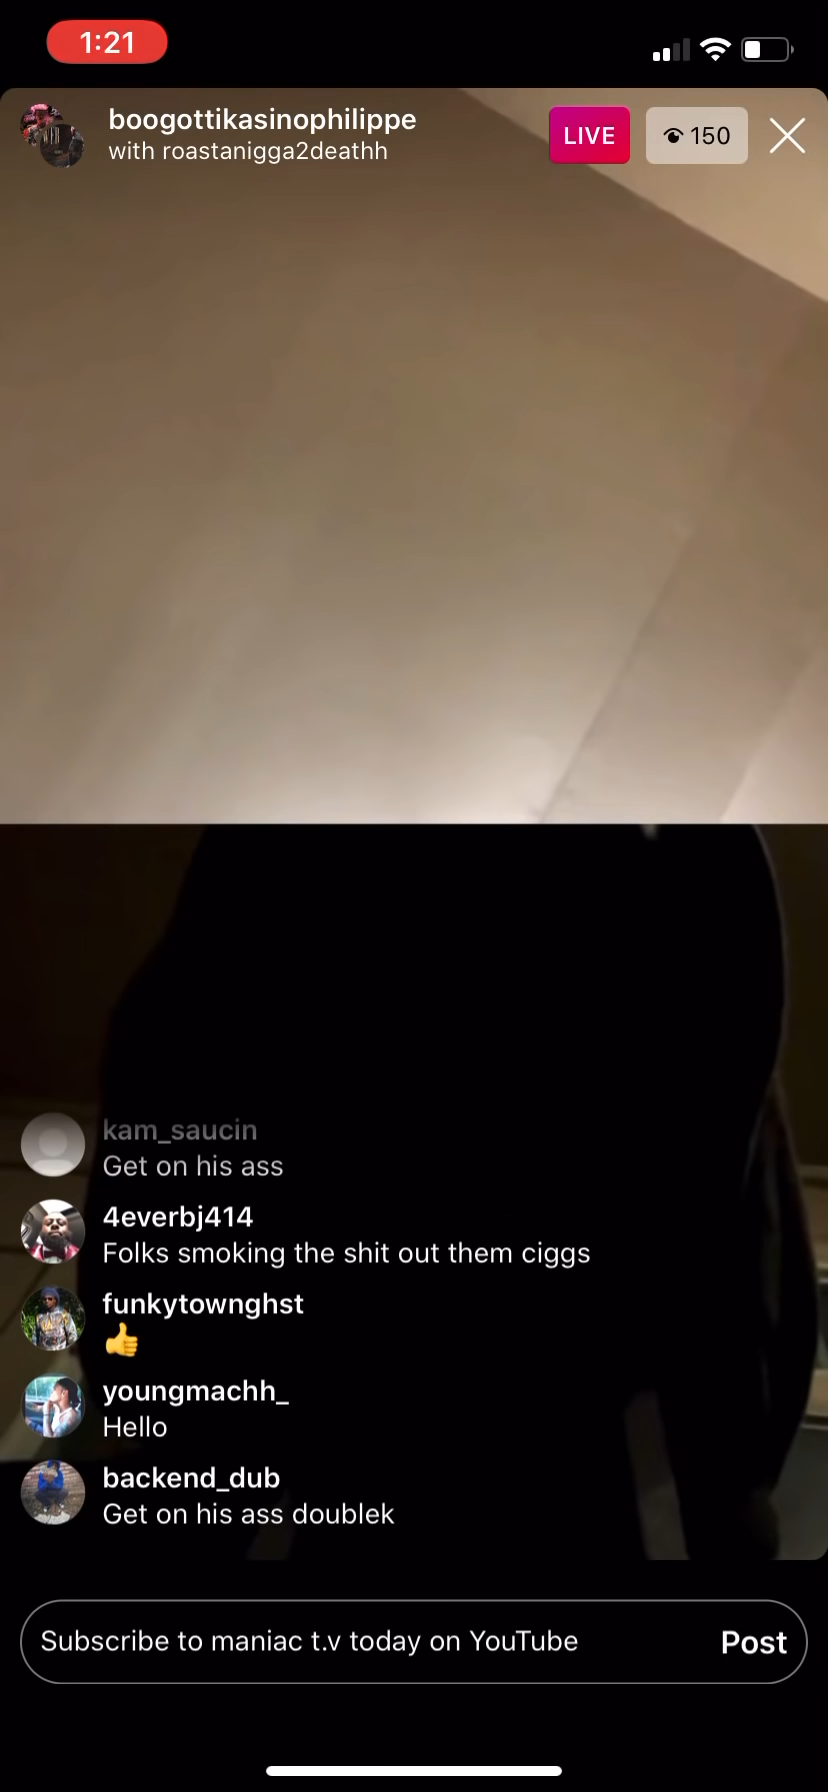 1:21
boogottikasinophilippe
with roastanigga2deathh
LIVE
150
kam_saucin
Get on his ass
4everbj414
Folks smoking the shit out them ciggs
funkytownghst
👍
youngmachh_
Hello
backend_dub
Get on his ass doublek
Subscribe to maniac t.v today on YouTube
Post